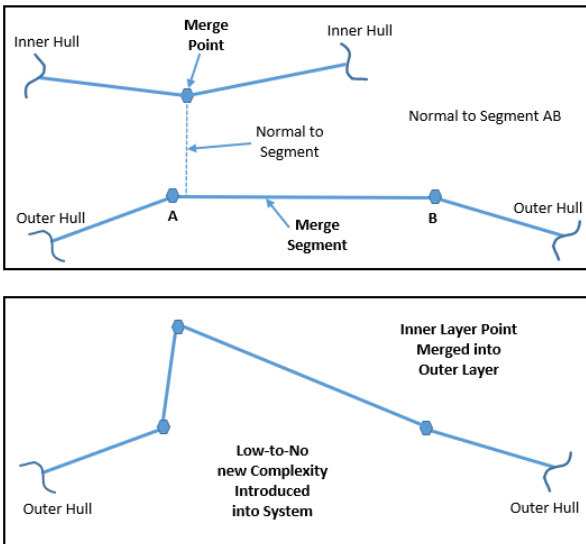 Merge
Point
Inner Hull
Inner Hull
Normal to Segment AB
Normal to
Segment
Outer Hull
A
Merge
Segment
B
Outer Hull
Inner Layer Point
Merged into
Outer Layer
Low-to-No
new Complexity
Introduced
into System
Outer Hull
Outer Hull